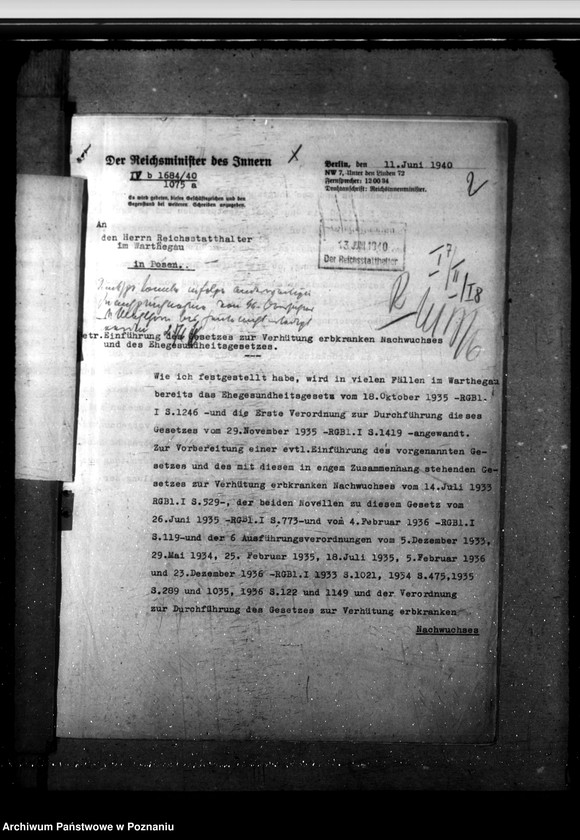 Der Reichsminister des Innern
IV b 1684/40
1075 a
Es wird gebeten, dieses Geschäftszeichen und den
Gegenstand bei weiteren Schreiben anzugeben.
X
Berlin, den 11.Juni 1940
NW 7, Unter den Linden 72
Fernsprecher: 12 00 34
Drahtanschrift: Reichsinnenminister.
2
An
den Herrn Reichsstatthalter
im Warthegau
in Posen..
13. JUNI 1940
Der Reichsstatthalter
I 7
I/II
I/I8
etr.Einführung des Gesetzes zur Verhütung erbkranken Nachwuchses
und des Ehegesundheitsgesetzes.
Wie ich festgestellt habe, wird in vielen Fällen im Warthegau
bereits das Ehegesundheitsgesetz vom 18.Oktober 1935 -RGBl.
I S.1246 -und die Erste Verordnung zur Durchführung dieses
Gesetzes vom 29.November 1935 -RGBl.I S.1419 -angewandt.
Zur Vorbereitung einer evtl.Einführung des vorgenannten Ge-
setzes und des mit diesem in engem Zusammenhang stehenden Ge-
setzes zur Verhütung erbkranken Nachwuchses vom 14.Juli 1933
RGBl.I S.529-, der beiden Novellen zu diesem Gesetz vom
26.Juni 1935 -RGBl.I S.773-und vom 4.Februar 1936 -RGBl.I
S.119-und der 6 Ausführungsverordnungen vom 5.Dezember 1933,
29.Mai 1934, 25. Februar 1935, 18.Juli 1935, 5.Februar 1936
und 23.Dezember 1936 -RGBl.I 1933 S.1021, 1934 S.475,1935
S.289 und 1035, 1936 S.122 und 1149 und der Verordnung
zur Durchführung des Gesetzes zur Verhütung erbkranken
Nachwuchses
Archiwum Państwowe w Poznaniu